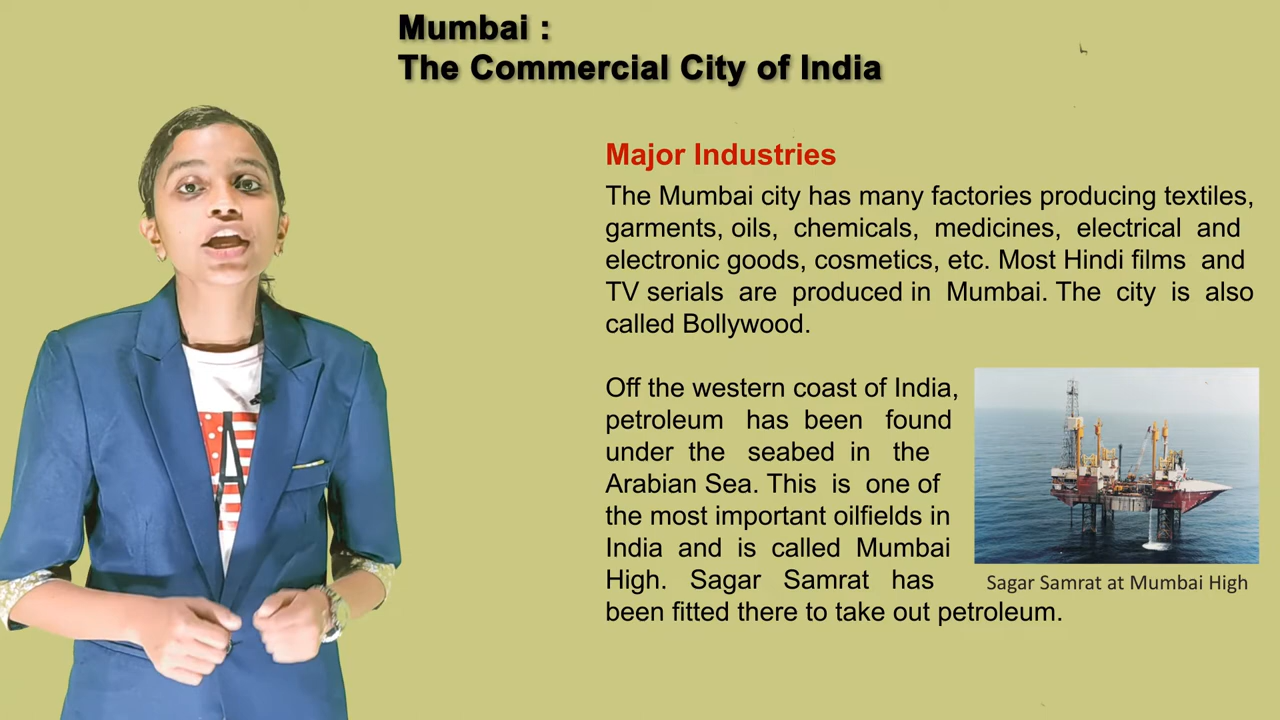 Mumbai :
The Commercial City of India
Major Industries
The Mumbai city has many factories producing textiles,
garments, oils, chemicals, medicines, electrical and
electronic goods, cosmetics, etc. Most Hindi films and
TV serials are produced in Mumbai. The city is also
called Bollywood.
Off the western coast of India,
petroleum has been found
under the seabed in the
Arabian Sea. This is one of
the most important oilfields in
India and is called Mumbai
High. Sagar Samrat has
been fitted there to take out petroleum.
Sagar Samrat at Mumbai High